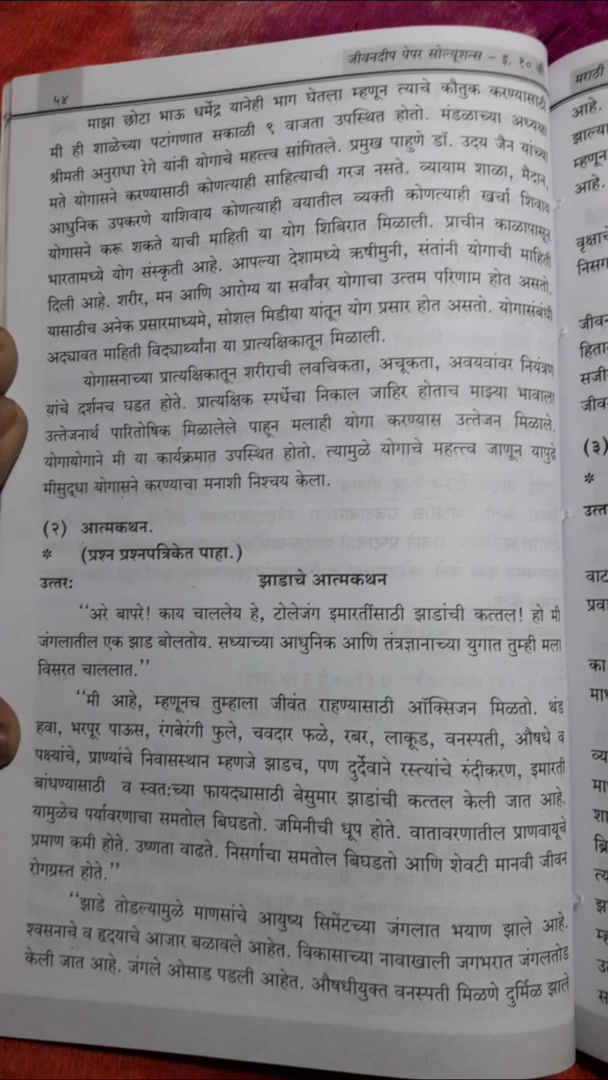 जीवनदीप पेपर सोल्यूशन्स - इ. १० वी
५४
माझा छोटा भाऊ धर्मेंद्र यानेही भाग घेतला म्हणून त्याचे कौतुक करण्यासाठी
मी ही शाळेच्या पटांगणात सकाळी ९ वाजता उपस्थित होतो. मंडळाच्या अध्यक्षा
श्रीमती अनुराधा रेगे यांनी योगाचे महत्त्व सांगितले. प्रमुख पाहुणे डॉ. उदय जैन यांच्या
मते योगासने करण्यासाठी कोणत्याही साहित्याची गरज नसते. व्यायाम शाळा, मैदान,
आधुनिक उपकरणे याशिवाय कोणत्याही वयातील व्यक्ती कोणत्याही खर्चा शिवाय
योगासने करू शकते याची माहिती या योग शिबिरात मिळाली. प्राचीन काळापासून
भारतामध्ये योग संस्कृती आहे. आपल्या देशामध्ये ऋषीमुनी, संतांनी योगाची माहिती
दिली आहे. शरीर, मन आणि आरोग्य या सर्वांवर योगाचा उत्तम परिणाम होत असतो.
यासाठीच अनेक प्रसारमाध्यमे, सोशल मिडीया यांतून योग प्रसार होत असतो. योगासंबंधी
अद्यावत माहिती विद्यार्थ्यांना या प्रात्यक्षिकातून मिळाली.
योगासनाच्या प्रात्यक्षिकातून शरीराची लवचिकता, अचूकता, अवयवांवर नियंत्रण
यांचे दर्शनच घडत होते. प्रात्यक्षिक स्पर्धेचा निकाल जाहिर होताच माझ्या भावाला
उत्तेजनार्थ पारितोषिक मिळालेले पाहून मलाही योगा करण्यास उत्तेजन मिळाले.
योगायोगाने मी या कार्यक्रमात उपस्थित होतो. त्यामुळे योगाचे महत्त्व जाणून यापुढे
मीसुद्धा योगासने करण्याचा मनाशी निश्चय केला.
(२) आत्मकथन.
* (प्रश्न प्रश्नपत्रिकेत पाहा.)
उत्तर: झाडाचे आत्मकथन
“अरे बापरे! काय चाललेय हे, टोलेजंग इमारतींसाठी झाडांची कत्तल! हो मी
जंगलातील एक झाड बोलतोय. सध्याच्या आधुनिक आणि तंत्रज्ञानाच्या युगात तुम्ही मला
विसरत चाललात.”
“मी आहे, म्हणूनच तुम्हाला जीवंत राहण्यासाठी ऑक्सिजन मिळतो. थंड
हवा, भरपूर पाऊस, रंगबेरंगी फुले, चवदार फळे, रबर, लाकूड, वनस्पती, औषधे व
पक्ष्यांचे, प्राण्यांचे निवासस्थान म्हणजे झाडच, पण दुर्देवाने रस्त्यांचे रुंदीकरण, इमारती
बांधण्यासाठी व स्वतःच्या फायद्यासाठी बेसुमार झाडांची कत्तल केली जात आहे.
यामुळेच पर्यावरणाचा समतोल बिघडतो. जमिनीची धूप होते. वातावरणातील प्राणवायूचे
प्रमाण कमी होते. उष्णता वाढते. निसर्गाचा समतोल बिघडतो आणि शेवटी मानवी जीवन
रोगग्रस्त होते.”
“झाडे तोडल्यामुळे माणसांचे आयुष्य सिमेंटच्या जंगलात भयाण झाले आहे.
श्वसनाचे व हृदयाचे आजार बळावले आहेत. विकासाच्या नावाखाली जगभरात जंगलतोड
केली जात आहे. जंगले ओसाड पडली आहेत. औषधीयुक्त वनस्पती मिळणे दुर्मिळ झाले
मराठी
आहे.
झाल्या
म्हणून
आहे.
वृक्षाचे
निसग
जीवन
हिता
सजी
जीव
(३)
*
उत्त
वाट
प्रवा
का
व्य
मा
शा
त्य
झ
म्ह
उ
स